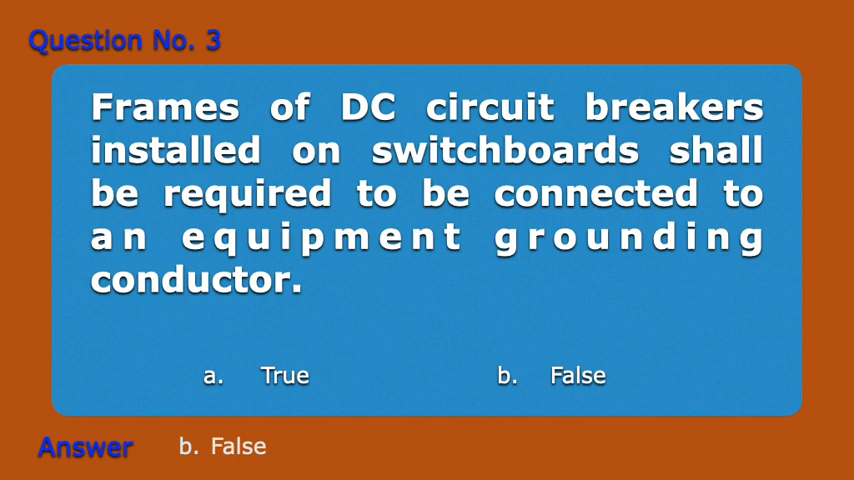 Question No. 3
Frames of DC circuit breakers
installed on switchboards shall
be required to be connected to
an equipment grounding
conductor.
a. True b. False
Answer b. False